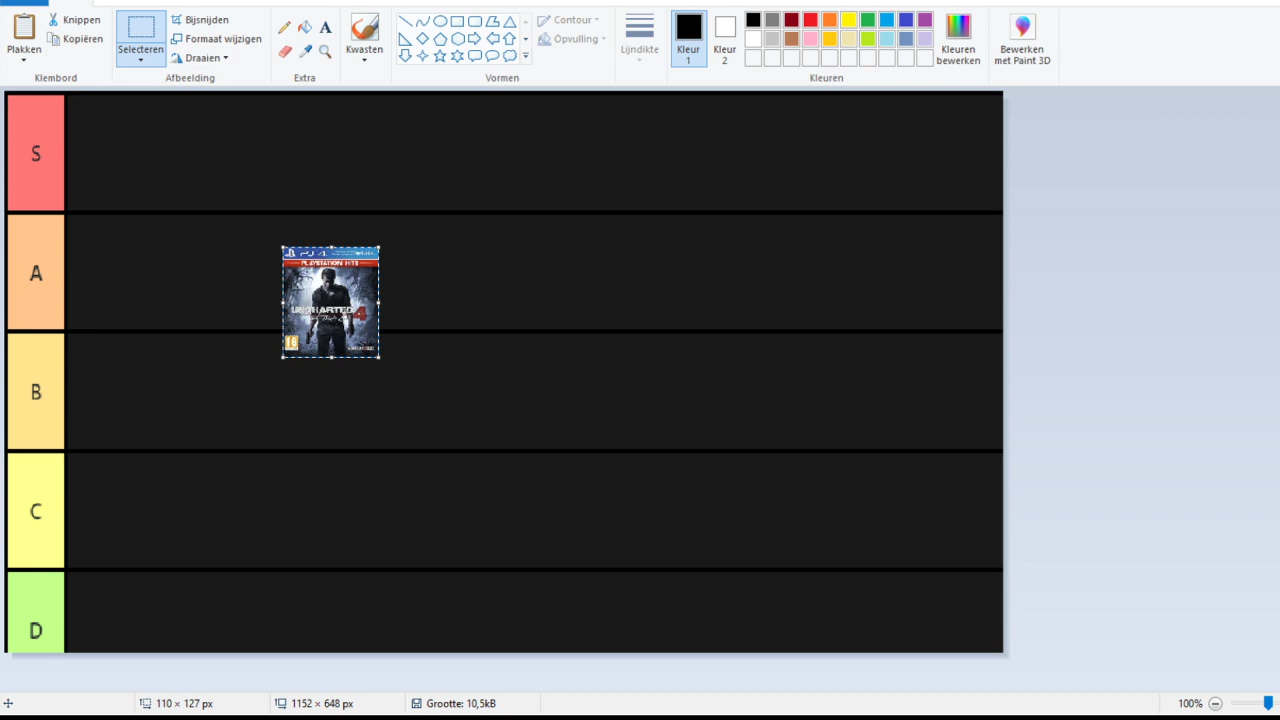 Plakken
Knippen
Kopiëren
Klembord
Selecteren
Bijsnijden
Formaat wijzigen
Draaien
Afbeelding
A
Extra
Kwasten
Vormen
Contour
Opvulling
Lijndikte
Kleur
1
Kleur
2
Kleuren
bewerken
Kleuren
Bewerken
met Paint 3D
S
A
PS4
PLAYSTATION HITS
UNCHARTED
4
16
B
C
D
110 × 127 px
1152 × 648 px
Grootte: 10,5kB
100%